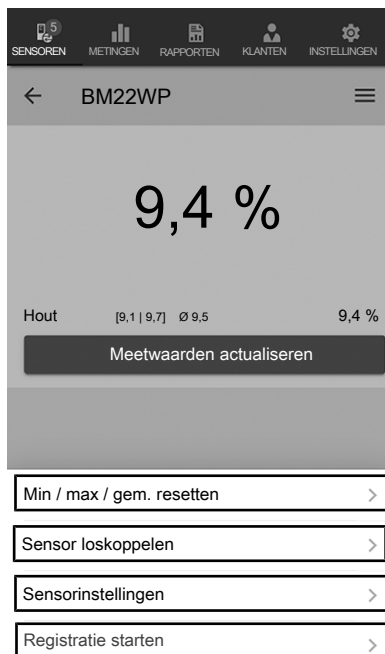 5
SENSOREN METINGEN RAPPORTEN KLANTEN INSTELLINGEN
BM22WP
9,4 %
Hout [9,1 | 9,7] Ø 9,5 9,4 %
Meetwaarden actualiseren
Min / max / gem. resetten
Sensor loskoppelen
Sensorinstellingen
Registratie starten